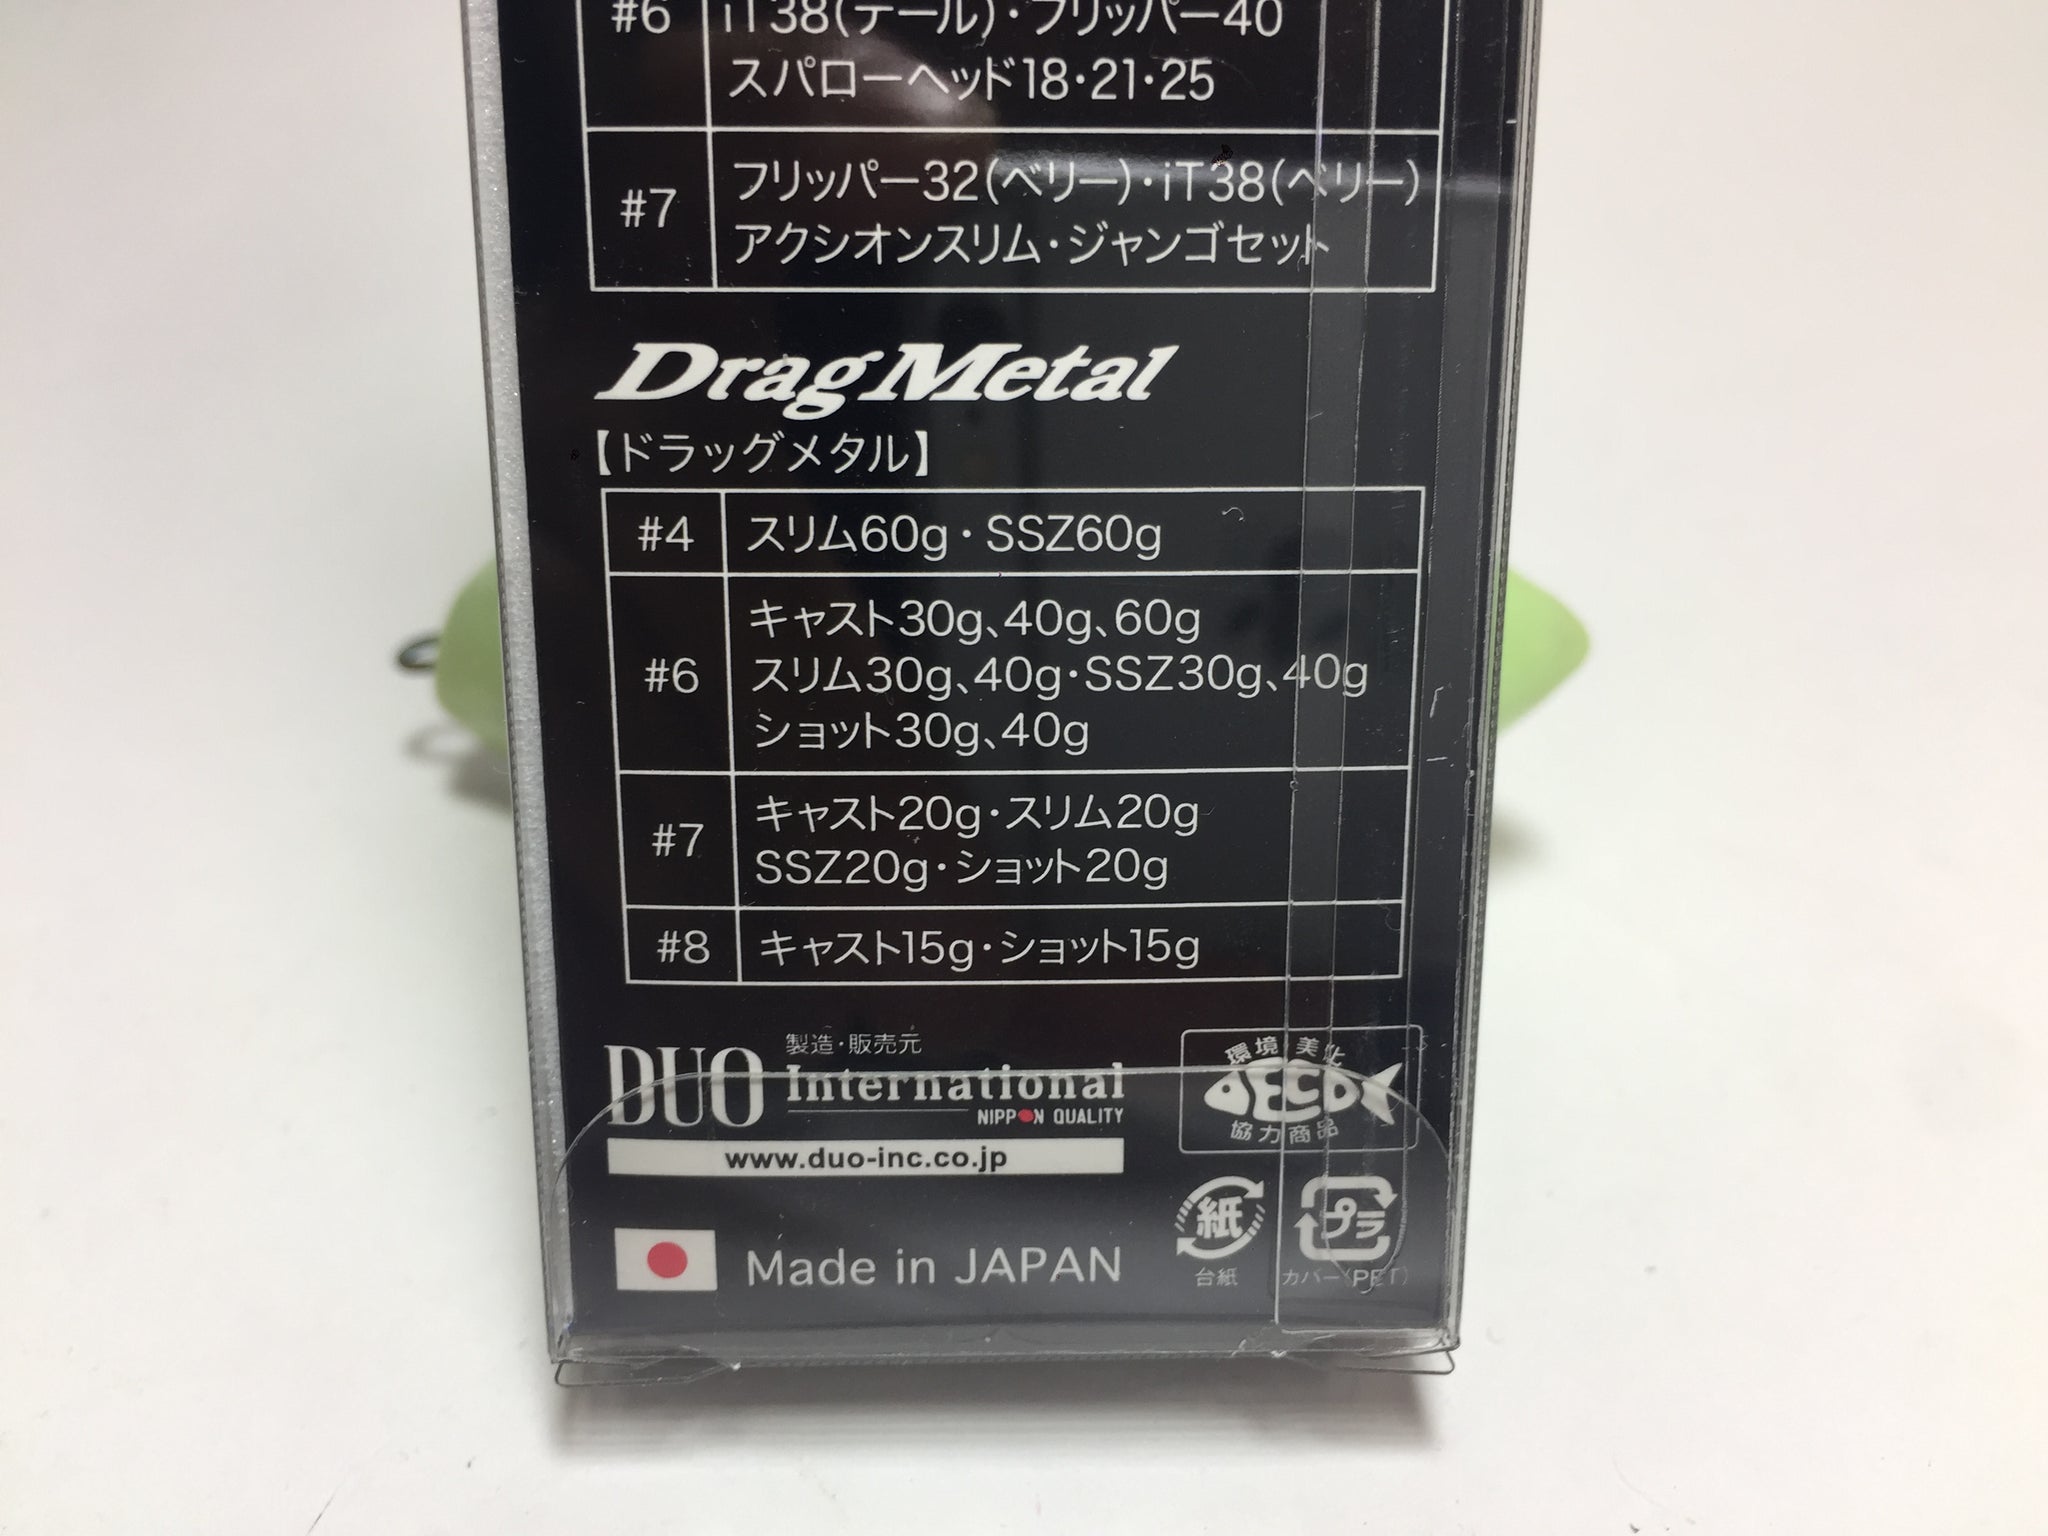 #6
iT38(テール)・フリッパー40
スパローヘッド18・21・25
#7
フリッパー32(ベリー)・iT38(ベリー)
アクシオンスリム・ジャンゴセット
Drag Metal
【ドラッグメタル】
#4
スリム60g・SSZ60g
#6
キャスト30g、40g、60g
スリム30g、40g・SSZ30g、40g
ショット30g、40g
#7
キャスト20g・スリム20g
SSZ20g・ショット20g
#8
キャスト15g・ショット15g
DUO
製造・販売元
International
NIPPON QUALITY
www.duo-inc.co.jp
環境・美化
ECO
協力商品
Made in JAPAN
紙
台紙
プラ
カバー(PET)